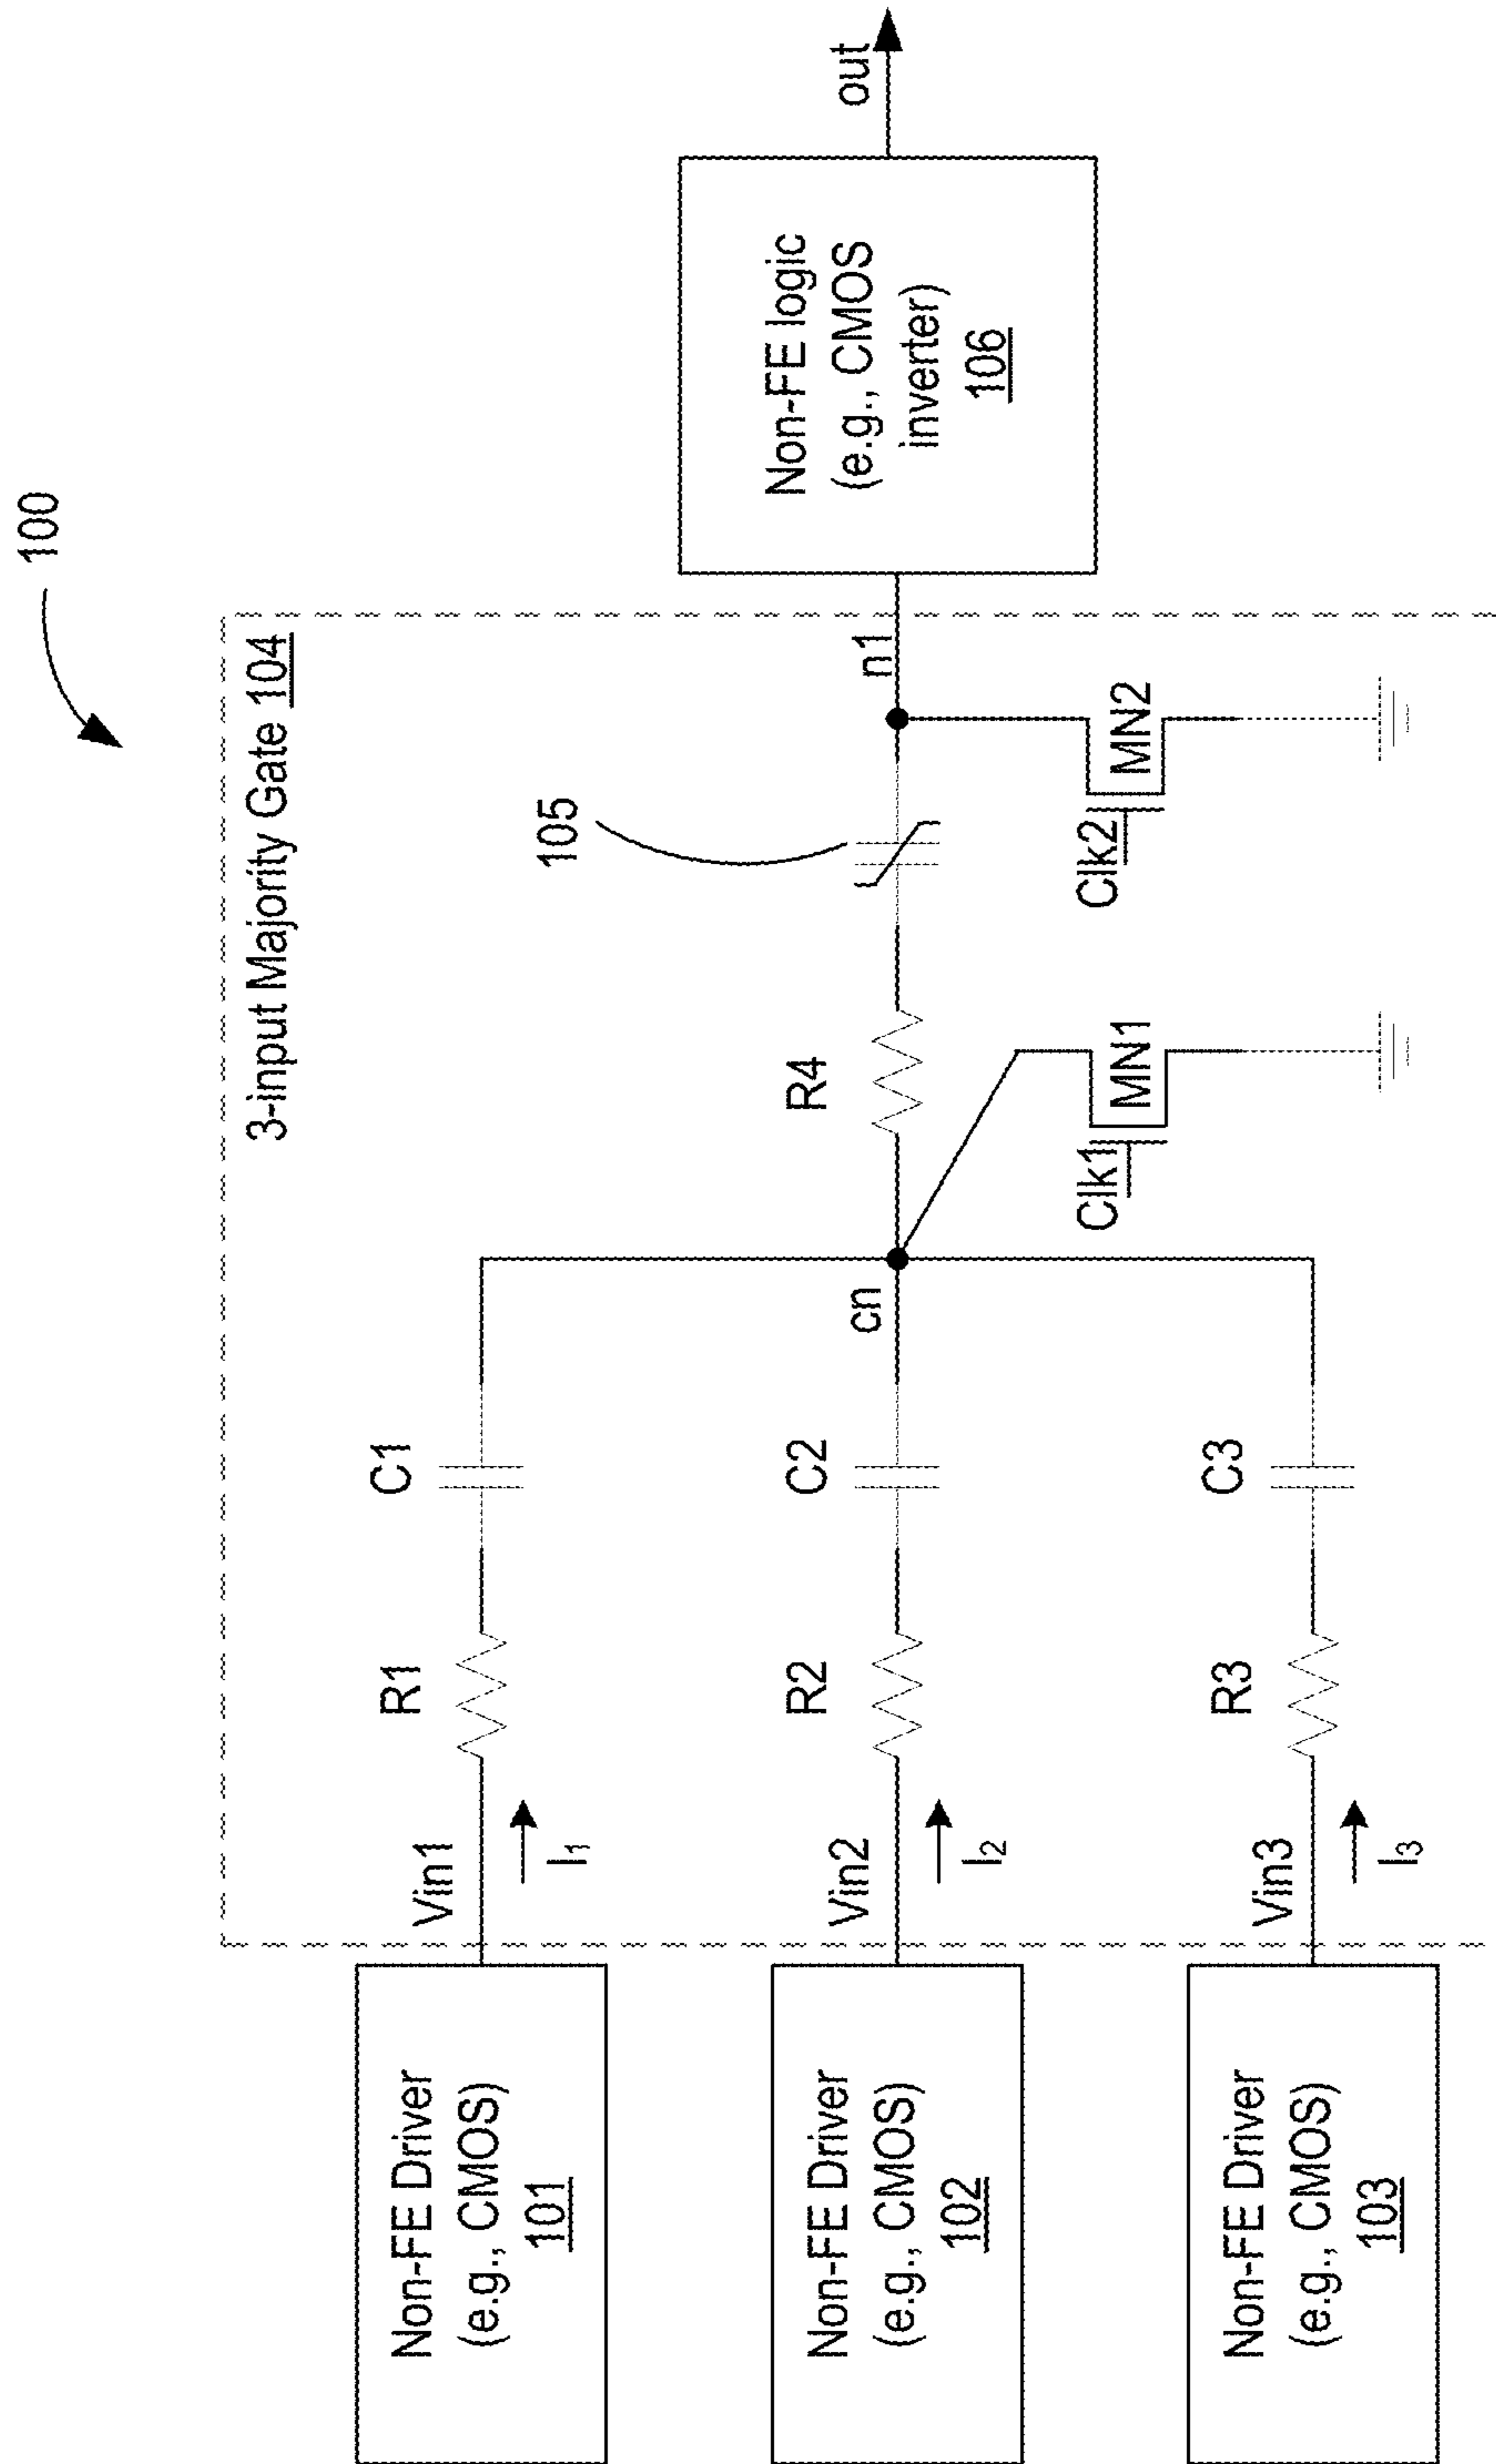 100
3-input Majority Gate 104
Non-FE Driver
(e.g., CMOS)
101
Vin1
I₁
R1
C1
Non-FE Driver
(e.g., CMOS)
102
Vin2
I₂
R2
C2
cn
R4
105
n1
Non-FE logic
(e.g., CMOS
inverter)
106
out
Clk1
MN1
Clk2
MN2
Non-FE Driver
(e.g., CMOS)
103
Vin3
I₃
R3
C3